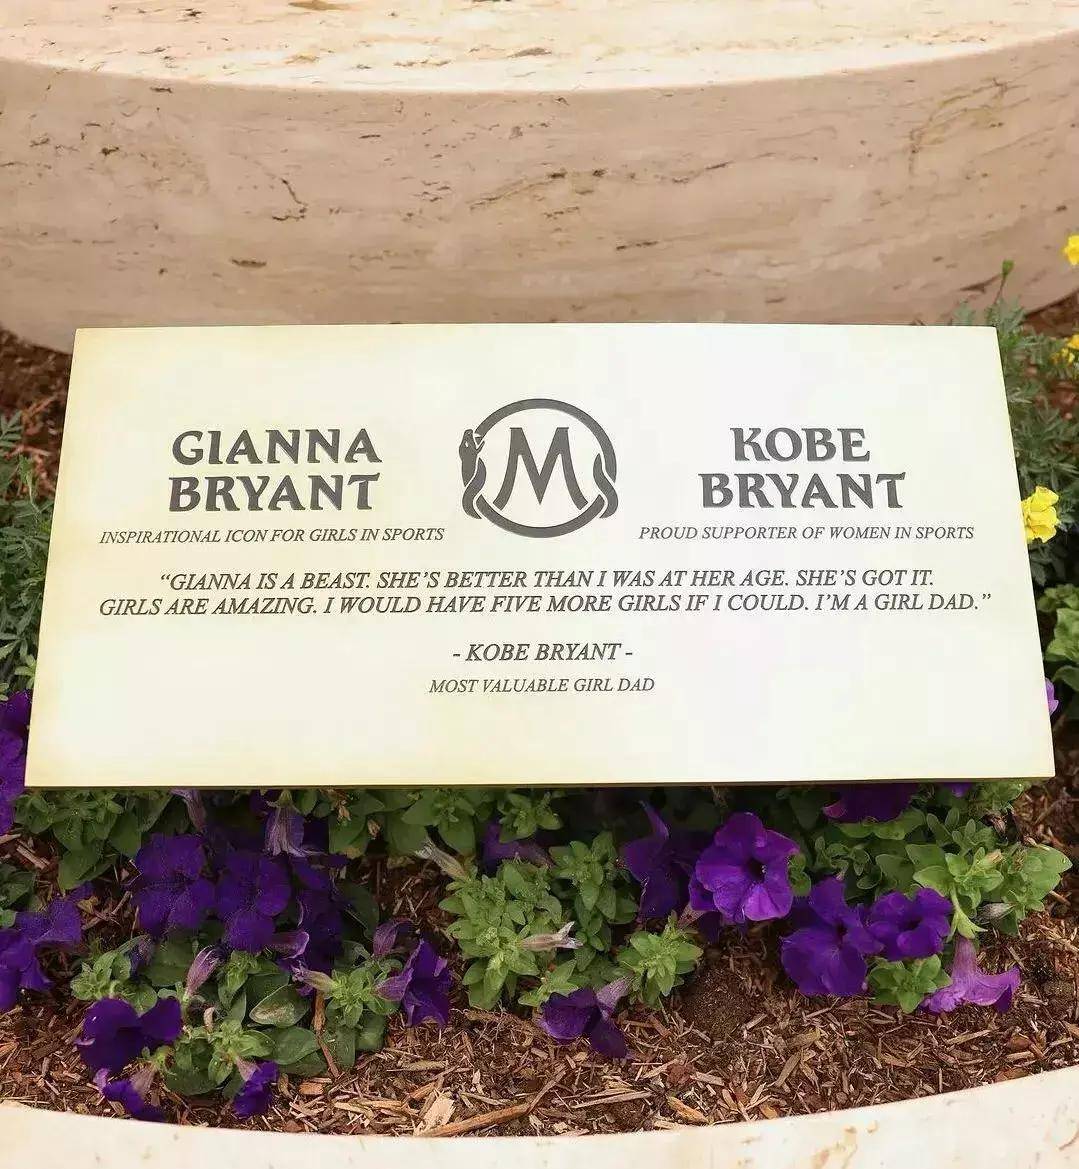 GIANNA
BRYANT
INSPIRATIONAL ICON FOR GIRLS IN SPORTS
M
KOBE
BRYANT
PROUD SUPPORTER OF WOMEN IN SPORTS
“GIANNA IS A BEAST. SHE’S BETTER THAN I WAS AT HER AGE. SHE’S GOT IT.
GIRLS ARE AMAZING. I WOULD HAVE FIVE MORE GIRLS IF I COULD. I’M A GIRL DAD.”
- KOBE BRYANT -
MOST VALUABLE GIRL DAD